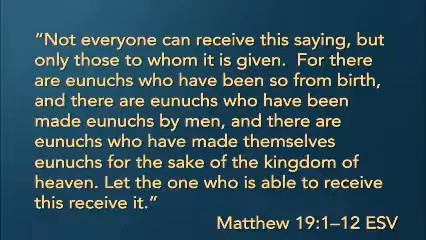 “Not everyone can receive this saying, but
only those to whom it is given.  For there
are eunuchs who have been so from birth,
and there are eunuchs who have been
made eunuchs by men, and there are
eunuchs who have made themselves
eunuchs for the sake of the kingdom of
heaven. Let the one who is able to receive
this receive it.”
Matthew 19:1–12 ESV